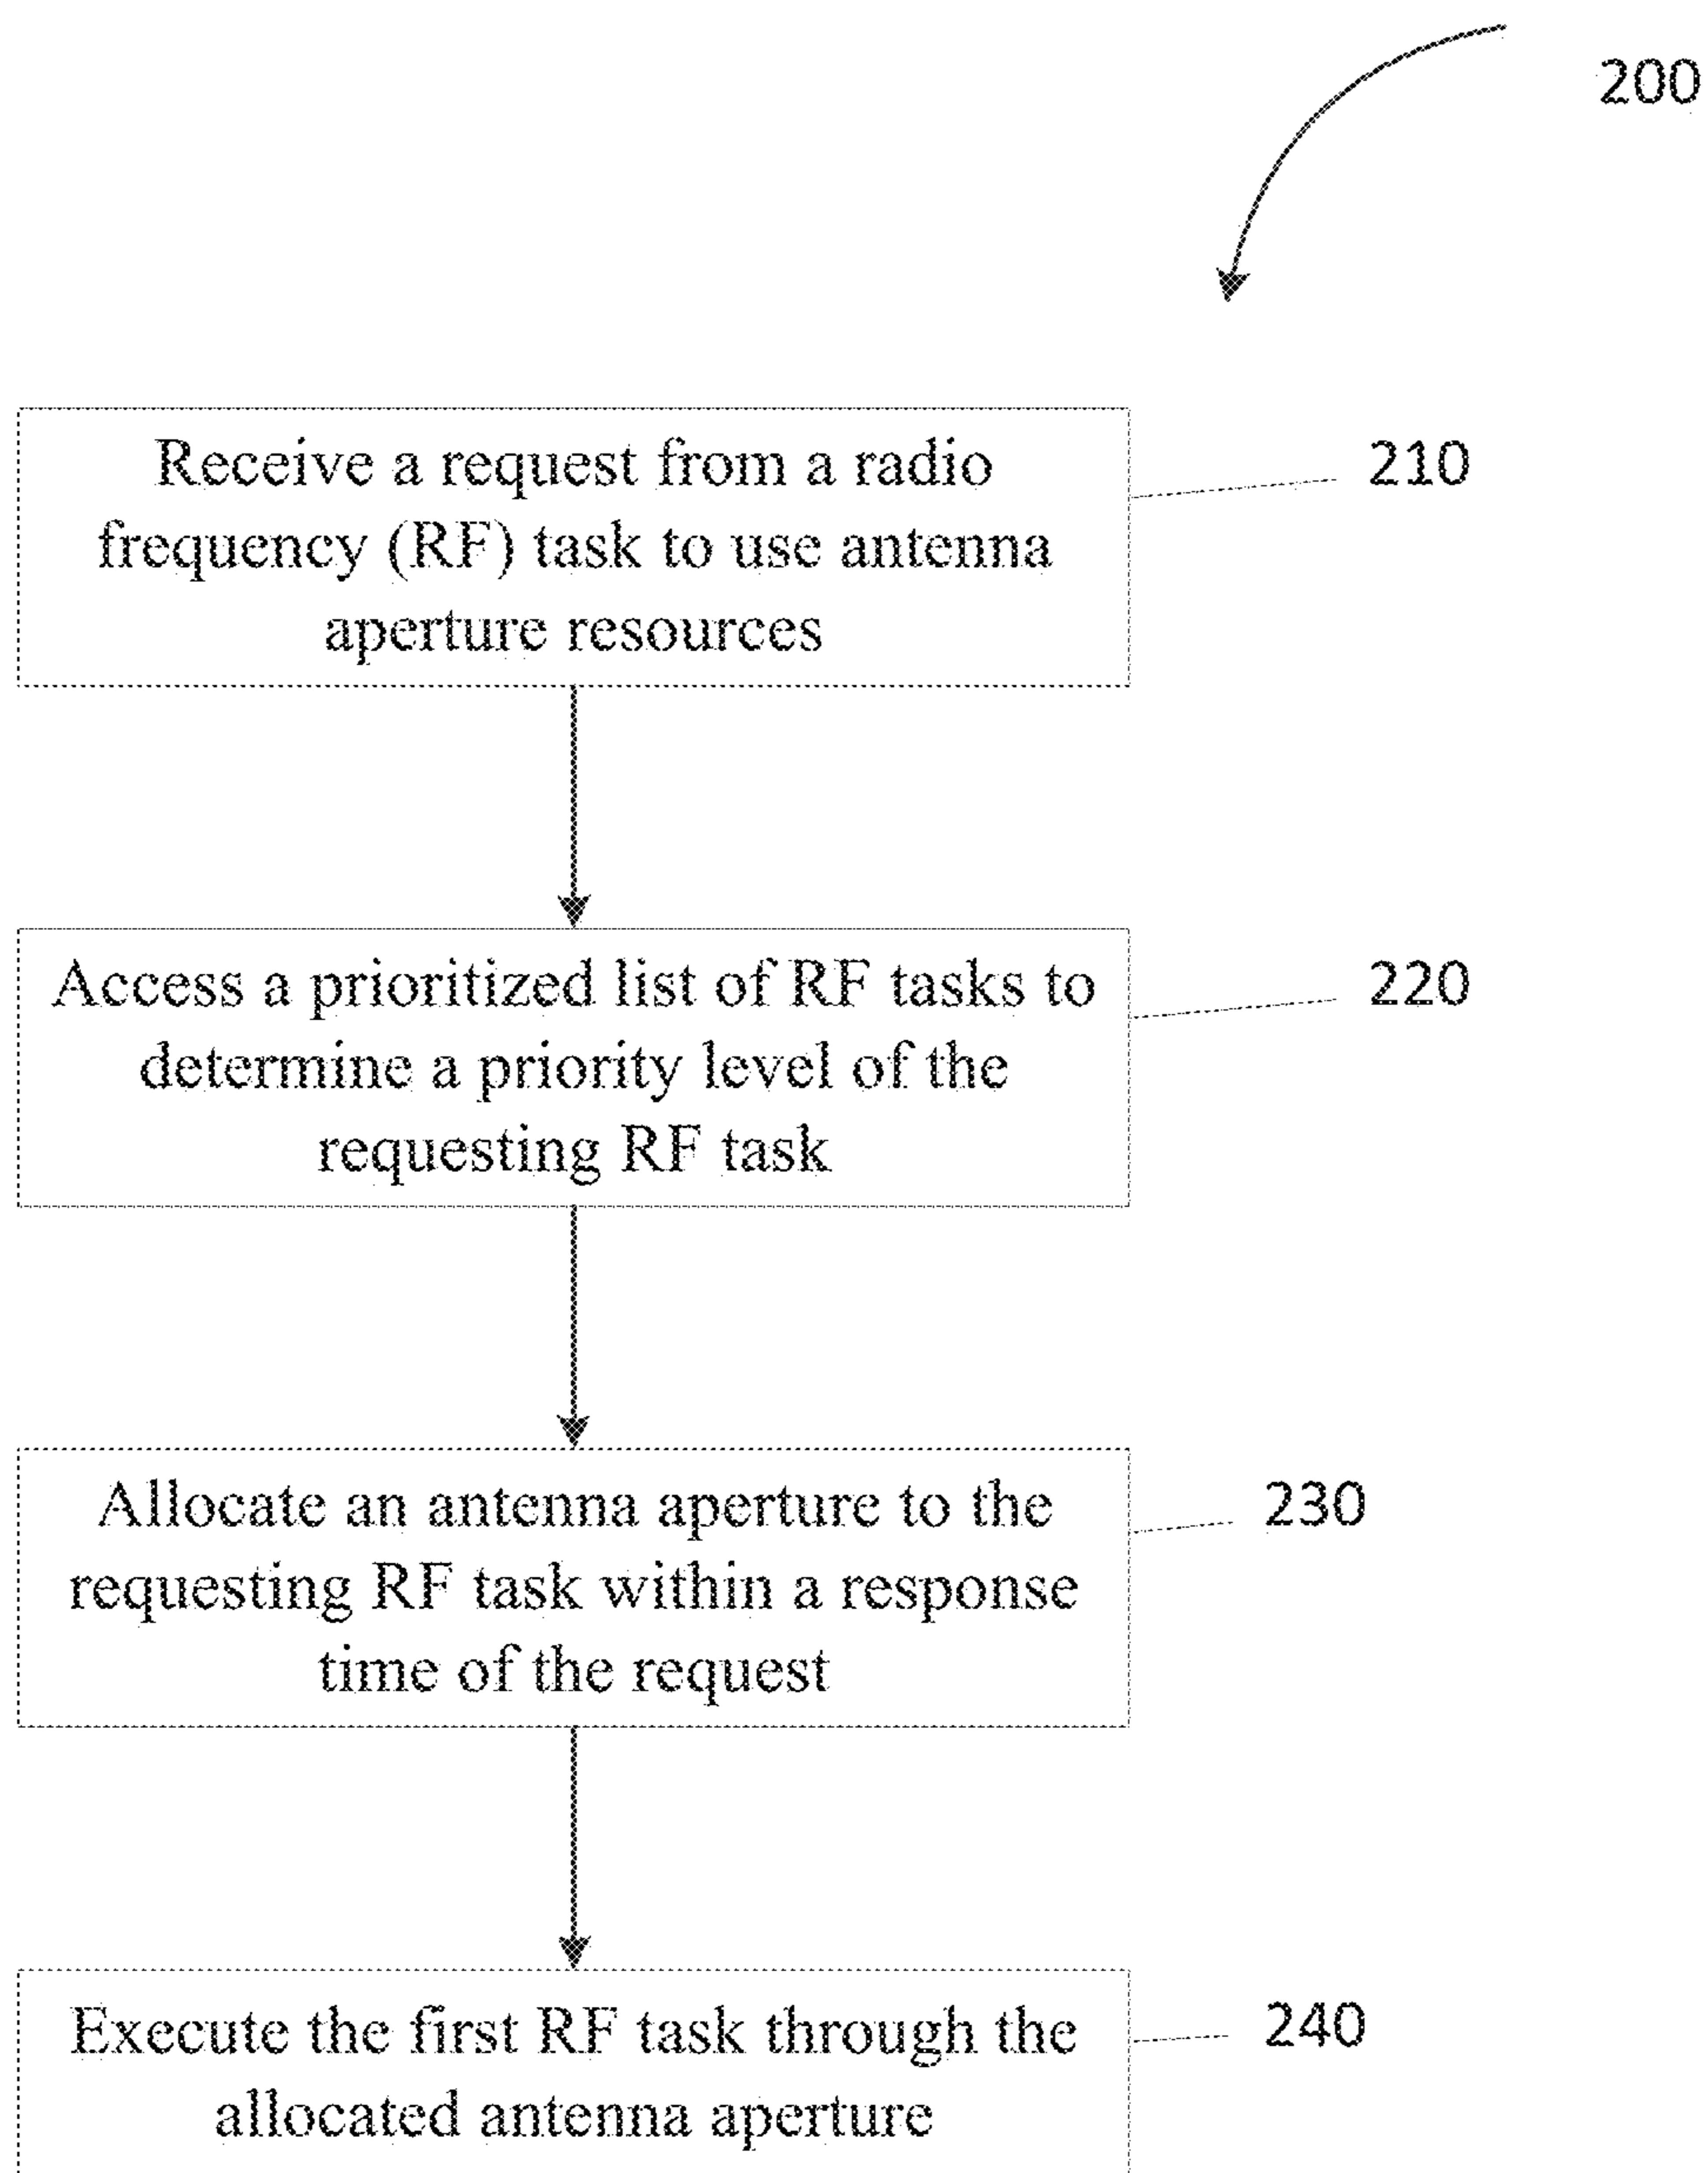 200
Receive a request from a radio
frequency (RF) task to use antenna
aperture resources
210
Access a prioritized list of RF tasks to
determine a priority level of the
requesting RF task
220
Allocate an antenna aperture to the
requesting RF task within a response
time of the request
230
Execute the first RF task through the
allocated antenna aperture
240